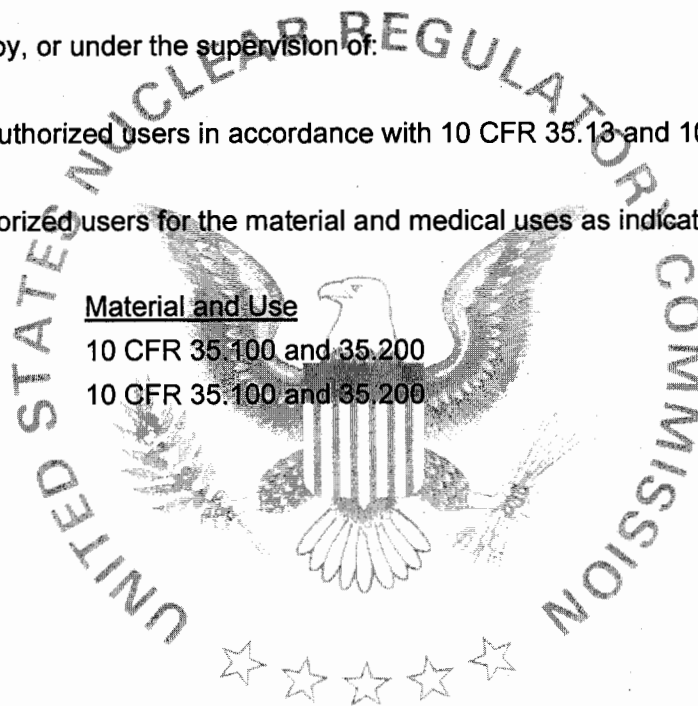 by, or under the supervision of:
uthorized users in accordance with 10 CFR 35.13 and 10
orized users for the material and medical uses as indicat
Material and Use
10 CFR 35.100 and 35.200
10 CFR 35.100 and 35.200
UNITED STATES NUCLEAR REGULATORY COMMISSION